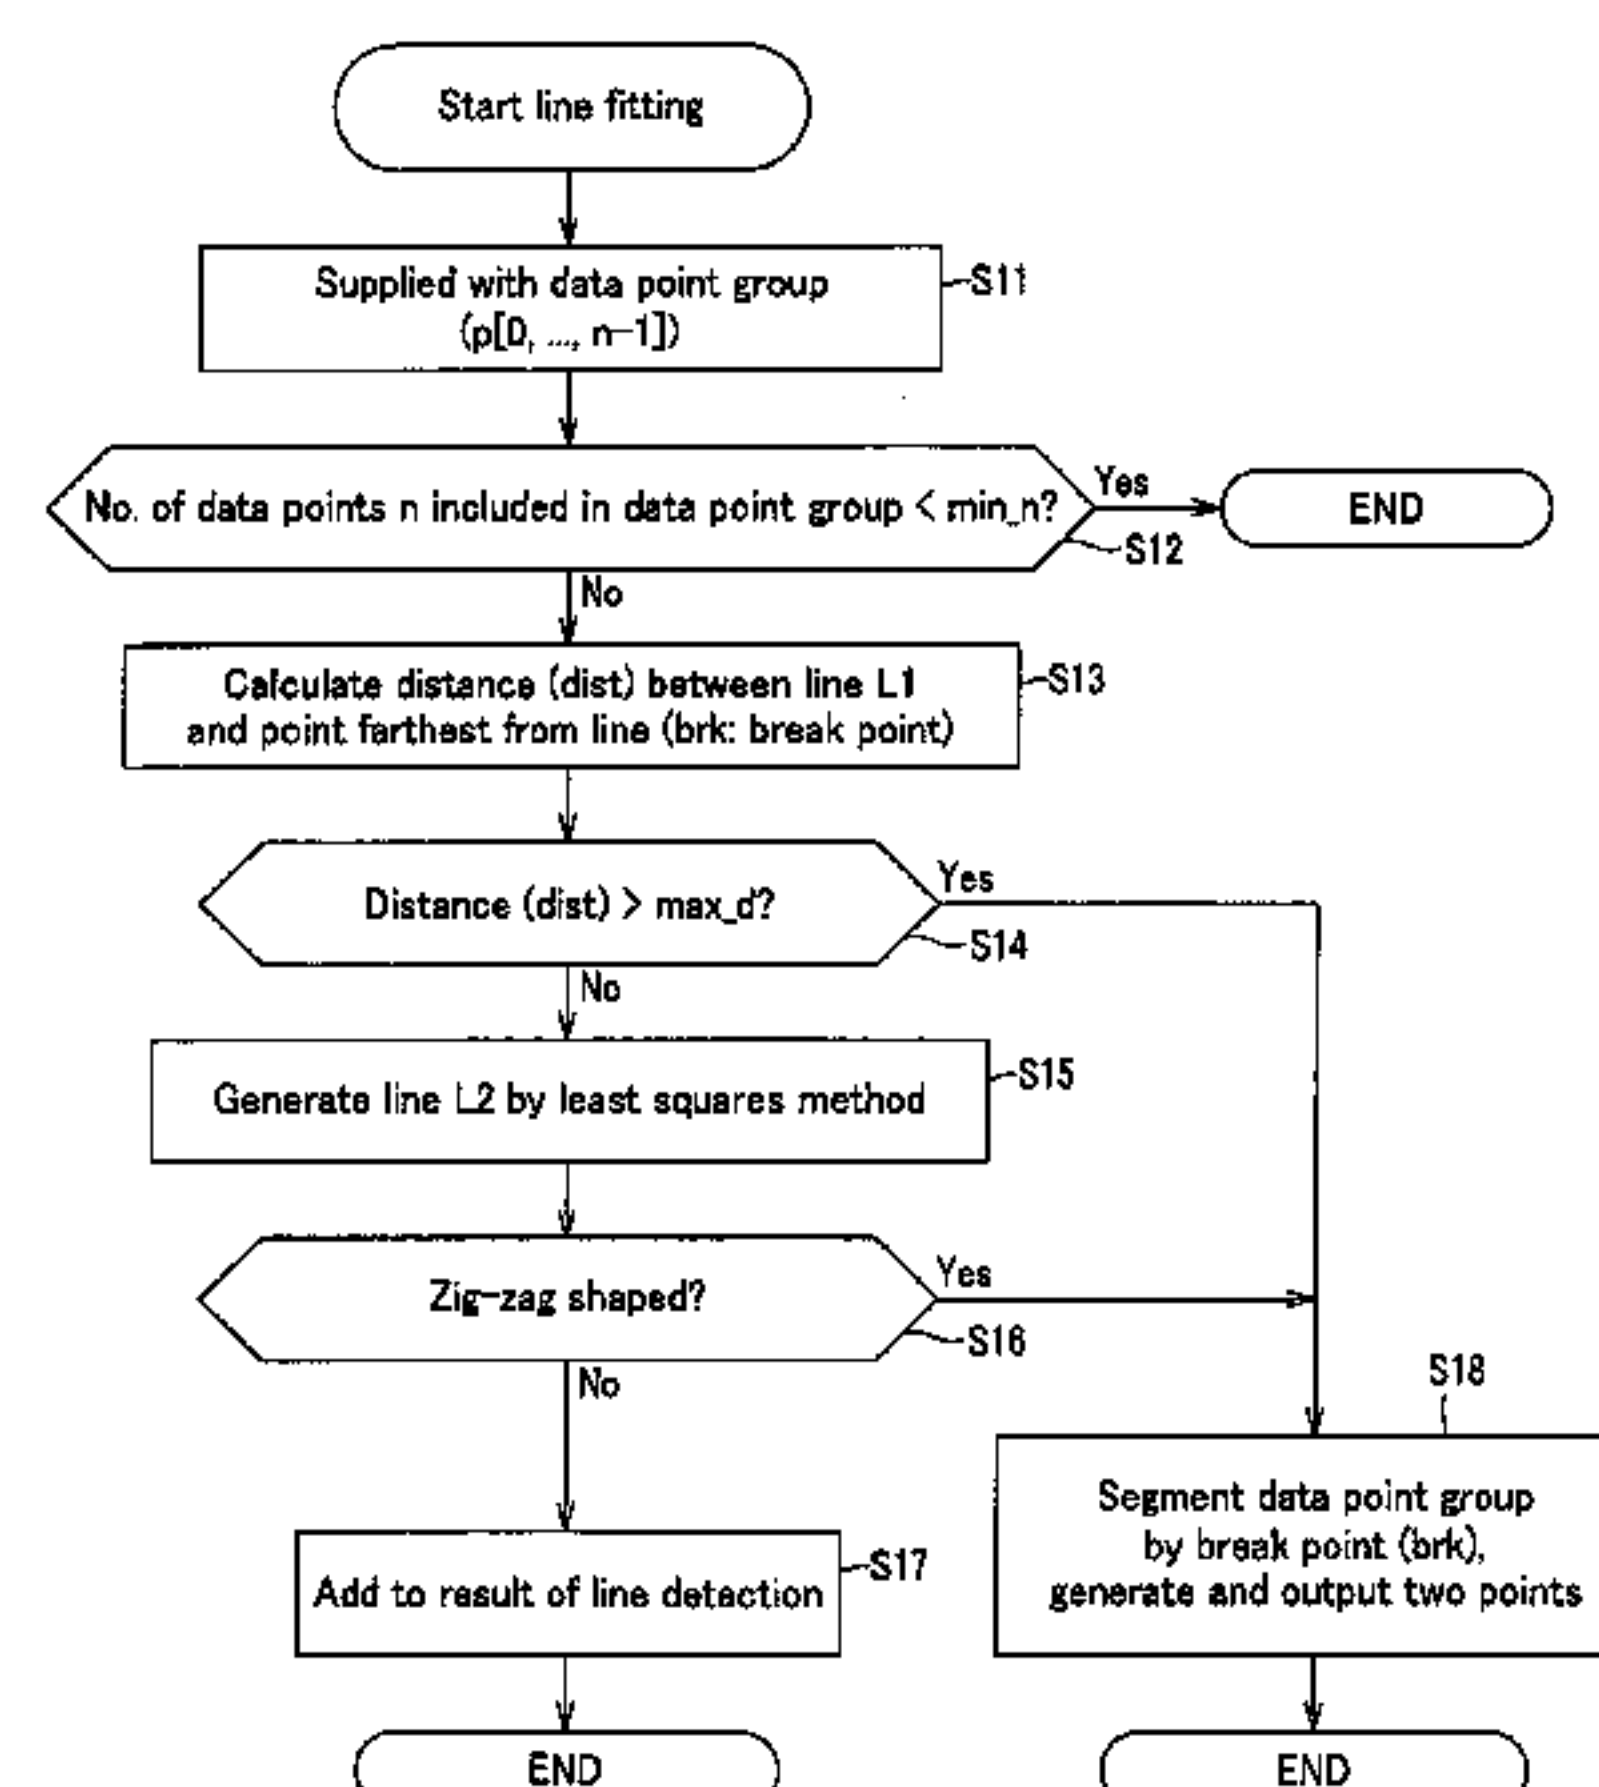 Start line fitting
Supplied with data point group
(p[0, ..., n-1])
S11
No. of data points n included in data point group < min_n?
Yes
END
S12
No
Calculate distance (dist) between line L1
and point farthest from line (brk: break point)
S13
Distance (dist) > max_d?
Yes
S14
No
Generate line L2 by least squares method
S15
Zig-zag shaped?
Yes
S16
No
S18
Segment data point group
by break point (brk),
generate and output two points
Add to result of line detection
S17
END
END